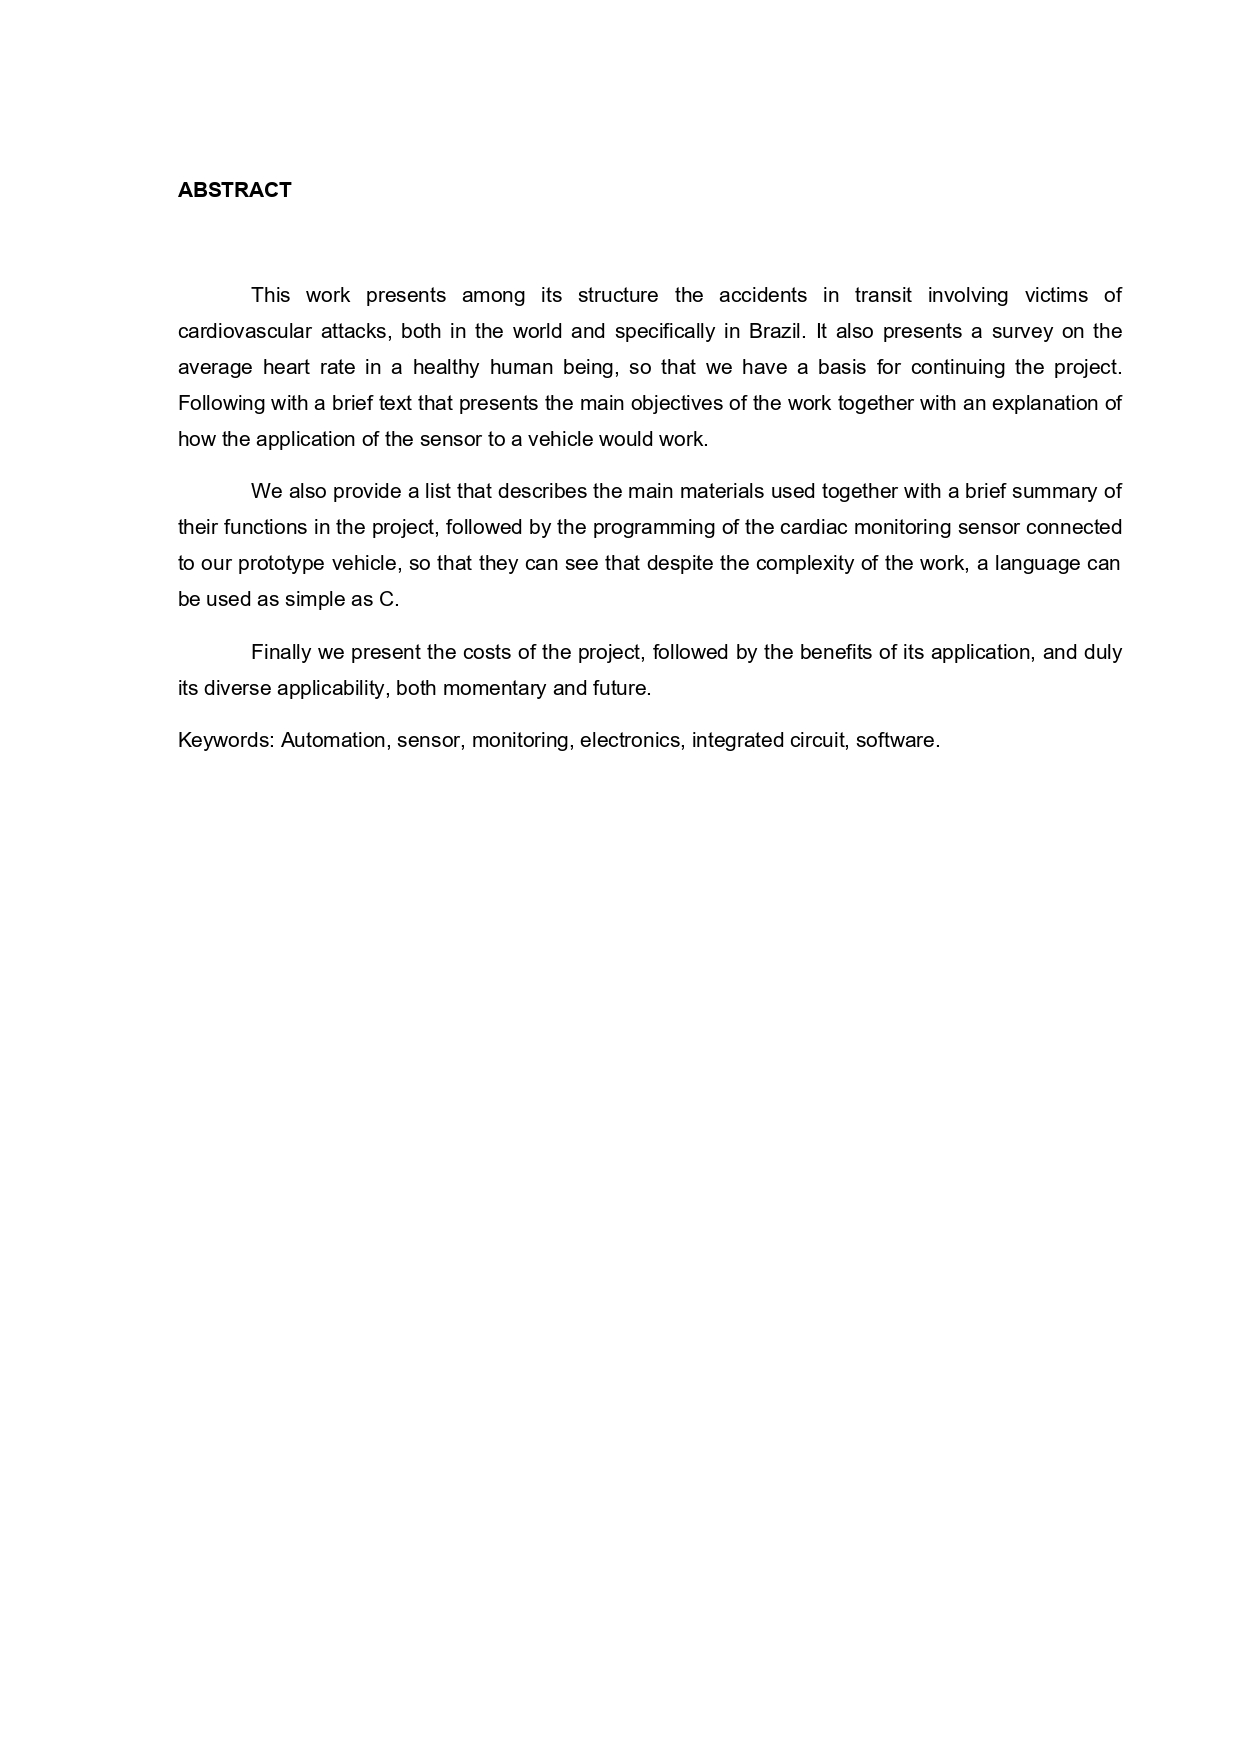 ABSTRACT
This work presents among its structure the accidents in transit involving victims of
cardiovascular attacks, both in the world and specifically in Brazil. It also presents a survey on the
average heart rate in a healthy human being, so that we have a basis for continuing the project.
Following with a brief text that presents the main objectives of the work together with an explanation of
how the application of the sensor to a vehicle would work.
We also provide a list that describes the main materials used together with a brief summary of
their functions in the project, followed by the programming of the cardiac monitoring sensor connected
to our prototype vehicle, so that they can see that despite the complexity of the work, a language can
be used as simple as C.
Finally we present the costs of the project, followed by the benefits of its application, and duly
its diverse applicability, both momentary and future.
Keywords: Automation, sensor, monitoring, electronics, integrated circuit, software.